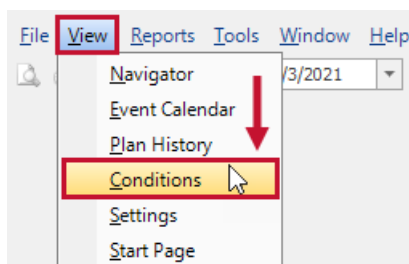 File View Reports Tools Window Help
Navigator /3/2021
Event Calendar
Plan History
Conditions
Settings
Start Page